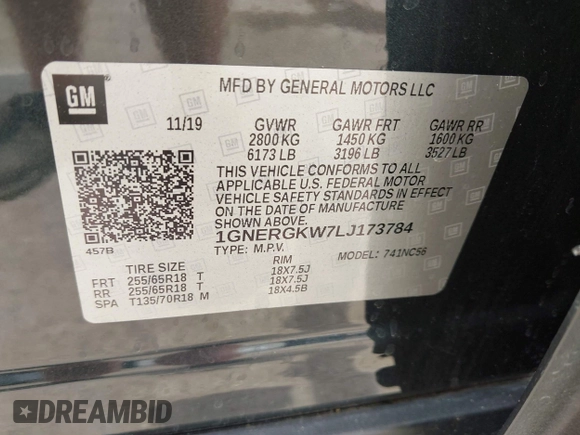 GM
MFD BY GENERAL MOTORS LLC
11/19 GVWR GAWR FRT GAWR RR
2800 KG 1450 KG 1600 KG
6173 LB 3196 LB 3527 LB
THIS VEHICLE CONFORMS TO ALL
APPLICABLE U.S. FEDERAL MOTOR
VEHICLE SAFETY STANDARDS IN EFFECT
ON THE DATE OF MANUFACTURE
SHOWN ABOVE.
457B
1GNERGKW7LJ173784
TYPE: M.P.V. MODEL: 741NC56
TIRE SIZE RIM
FRT 255/65R18 T 18X7.5J
RR 255/65R18 T 18X7.5J
SPA T135/70R18 M 18X4.5B
DREAMBID